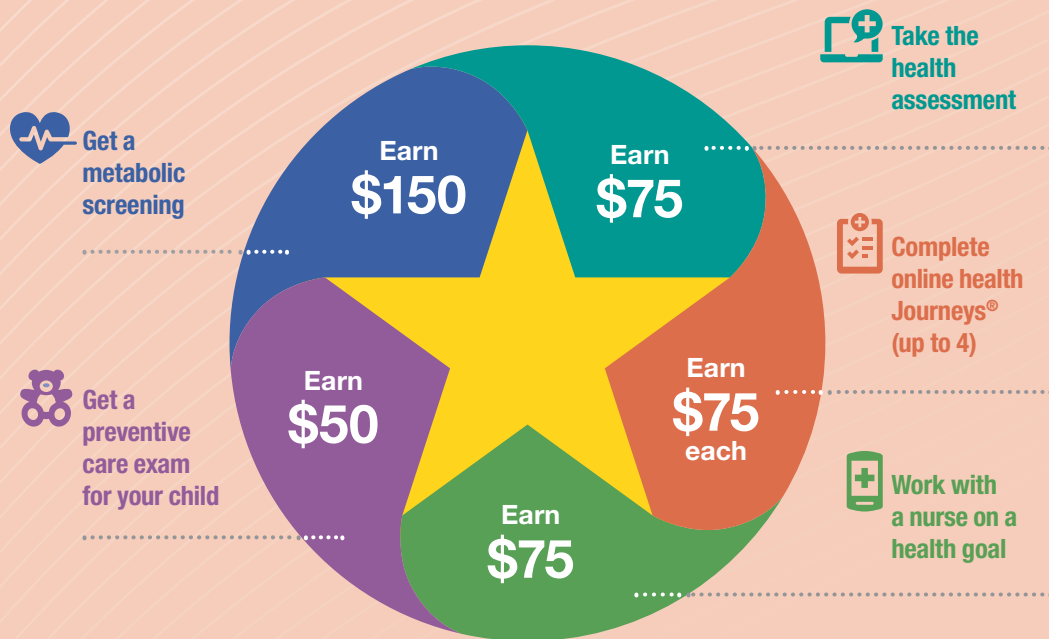 Take the
health
assessment
Get a
metabolic
screening
Earn
$150
Earn
$75
Complete
online health
Journeys®
(up to 4)
Earn
$75
each
Get a
preventive
care exam
for your child
Earn
$50
Work with
a nurse on a
health goal
Earn
$75